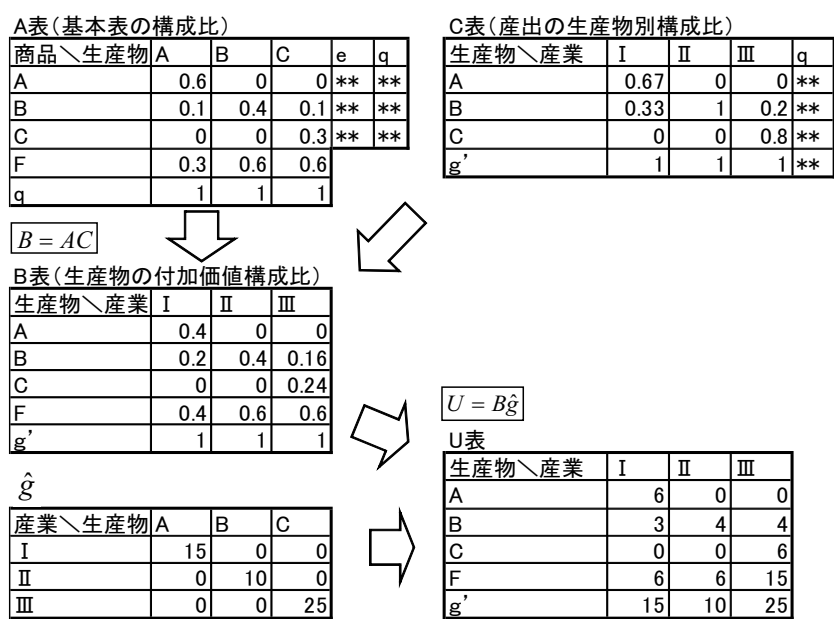 A表（基本表の構成比）
商品＼生産物 A B C e q
A 0.6 0 0 ** **
B 0.1 0.4 0.1 ** **
C 0 0 0.3 ** **
F 0.3 0.6 0.6
q 1 1 1
C表（産出の生産物別構成比）
生産物＼産業 Ⅰ Ⅱ Ⅲ q
A 0.67 0 0 **
B 0.33 1 0.2 **
C 0 0 0.8 **
g’ 1 1 1 **
B = AC
B表（生産物の付加価値構成比）
生産物＼産業 Ⅰ Ⅱ Ⅲ
A 0.4 0 0
B 0.2 0.4 0.16
C 0 0 0.24
F 0.4 0.6 0.6
g’ 1 1 1
ĝ
産業＼生産物 A B C
Ⅰ 15 0 0
Ⅱ 0 10 0
Ⅲ 0 0 25
U = Bĝ
U表
生産物＼産業 Ⅰ Ⅱ Ⅲ
A 6 0 0
B 3 4 4
C 0 0 6
F 6 6 15
g’ 15 10 25